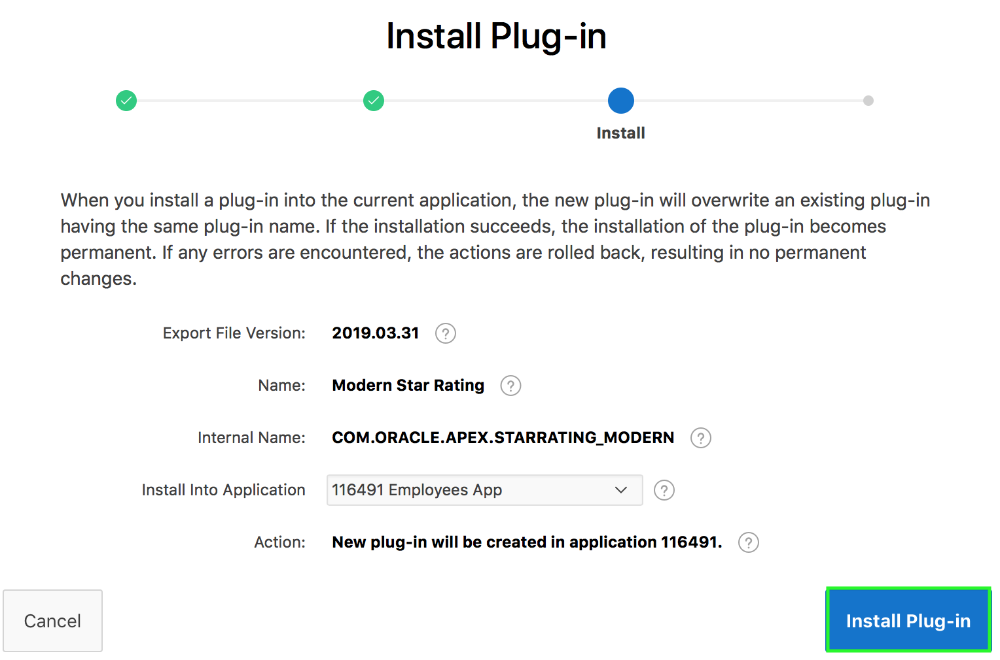 Install Plug-in
Install
When you install a plug-in into the current application, the new plug-in will overwrite an existing plug-in
having the same plug-in name. If the installation succeeds, the installation of the plug-in becomes
permanent. If any errors are encountered, the actions are rolled back, resulting in no permanent
changes.
Export File Version: 2019.03.31 ?
Name: Modern Star Rating ?
Internal Name: COM.ORACLE.APEX.STARRATING_MODERN ?
Install Into Application 116491 Employees App ?
Action: New plug-in will be created in application 116491. ?
Cancel Install Plug-in